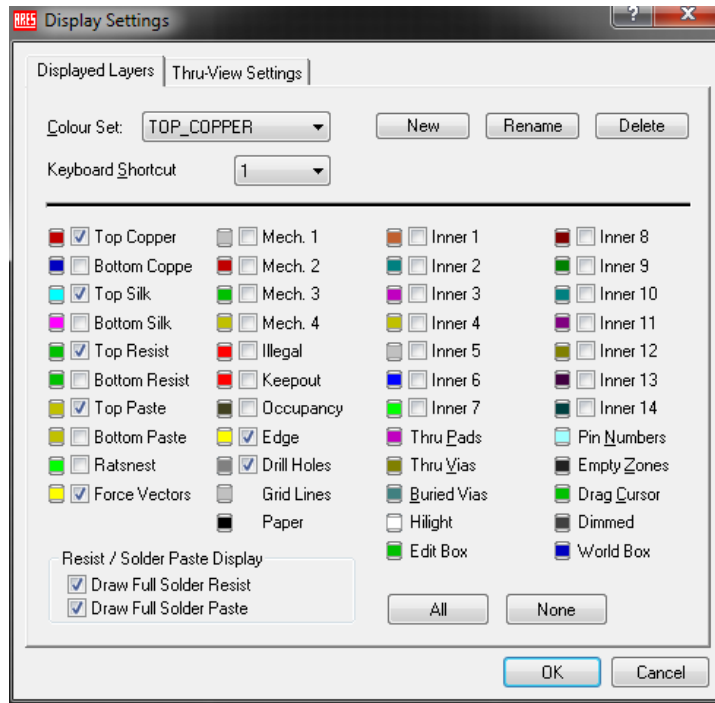 ARES Display Settings ? x
Displayed Layers Thru-View Settings
Colour Set: TOP_COPPER New Rename Delete
Keyboard Shortcut 1
Top Copper Mech. 1 Inner 1 Inner 8
Bottom Coppe Mech. 2 Inner 2 Inner 9
Top Silk Mech. 3 Inner 3 Inner 10
Bottom Silk Mech. 4 Inner 4 Inner 11
Top Resist Illegal Inner 5 Inner 12
Bottom Resist Keepout Inner 6 Inner 13
Top Paste Occupancy Inner 7 Inner 14
Bottom Paste Edge Thru Pads Pin Numbers
Ratsnest Drill Holes Thru Vias Empty Zones
Force Vectors Grid Lines Buried Vias Drag Cursor
Paper Hilight Dimmed
Edit Box World Box
Resist / Solder Paste Display
Draw Full Solder Resist
Draw Full Solder Paste
All None
OK Cancel